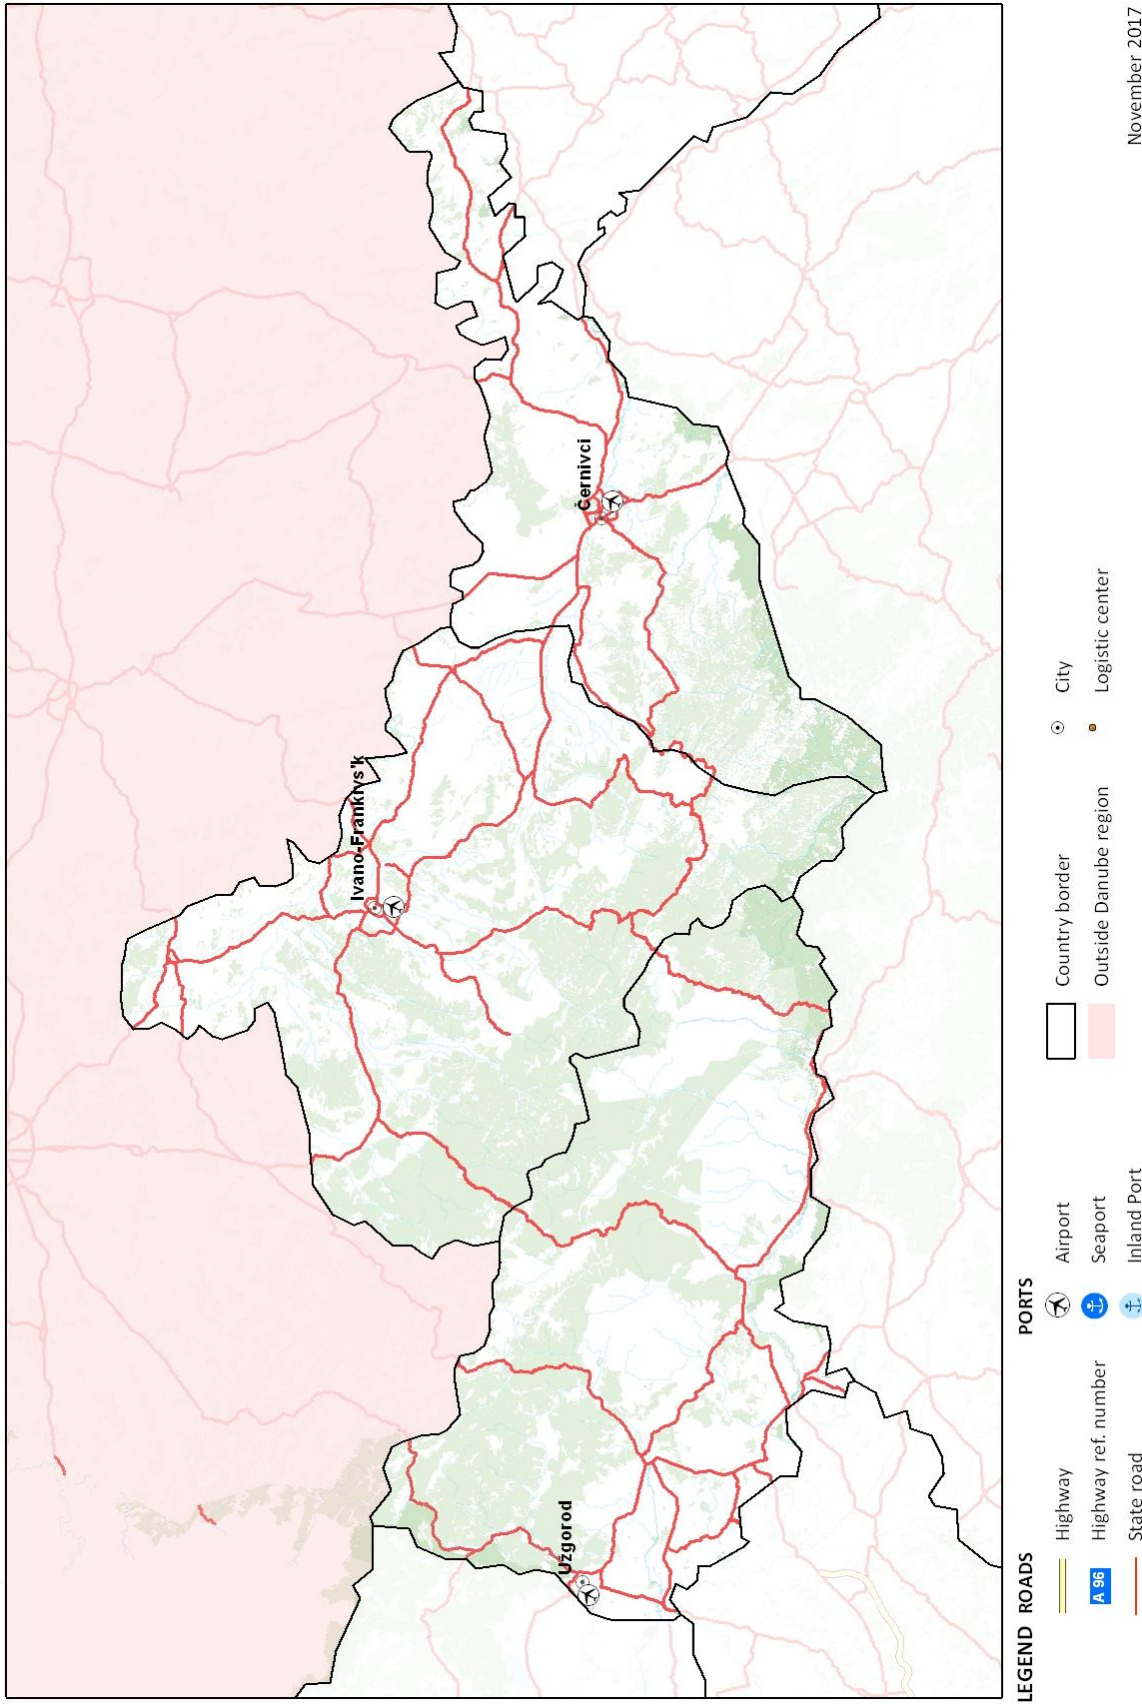 Ivano-Frankivs'k
Černivci
Užgorod
LEGEND
ROADS
Highway
A 96
Highway ref. number
State road
PORTS
Airport
Seaport
Inland Port
Country border
Outside Danube region
City
Logistic center
November 2017